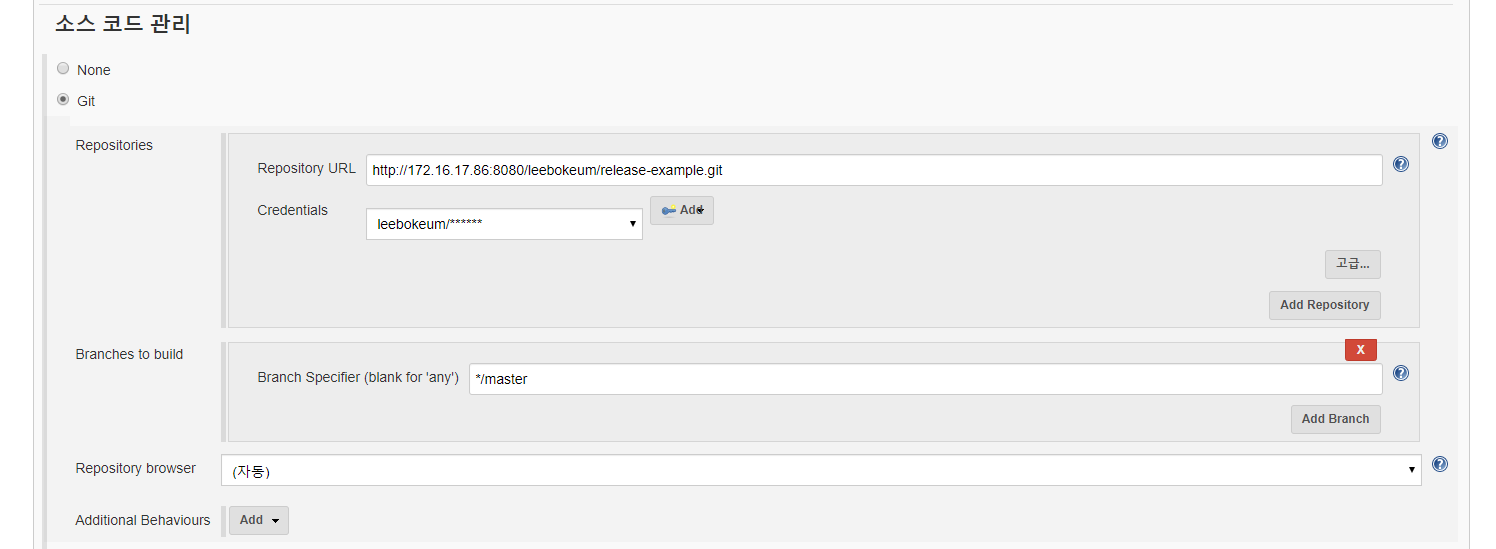 소스 코드 관리
None
Git
Repositories
Repository URL http://172.16.17.86:8080/leebokeum/release-example.git
Credentials leebokeum/****** Add
고급...
Add Repository
Branches to build
X
Branch Specifier (blank for 'any') */master
Add Branch
Repository browser (자동)
Additional Behaviours Add